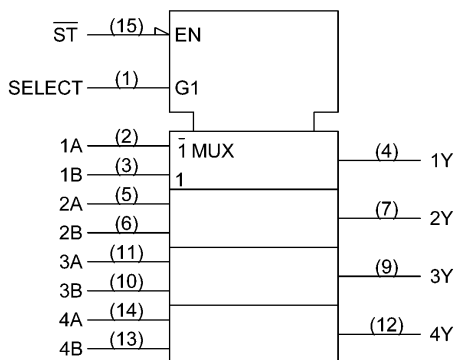 S̅T̅ (15) EN
SELECT (1) G1
1A (2) 1̅ MUX (4) 1Y
1B (3) 1
2A (5) (7) 2Y
2B (6)
3A (11) (9) 3Y
3B (10)
4A (14) (12) 4Y
4B (13)